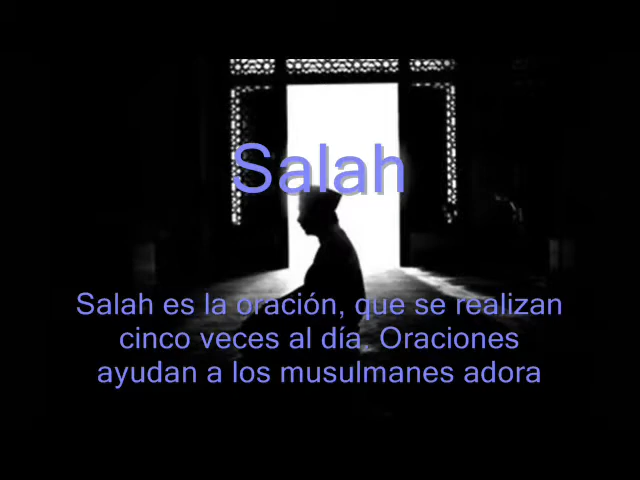 Salah
Salah es la oración, que se realizan
cinco veces al día. Oraciones
ayudan a los musulmanes adora